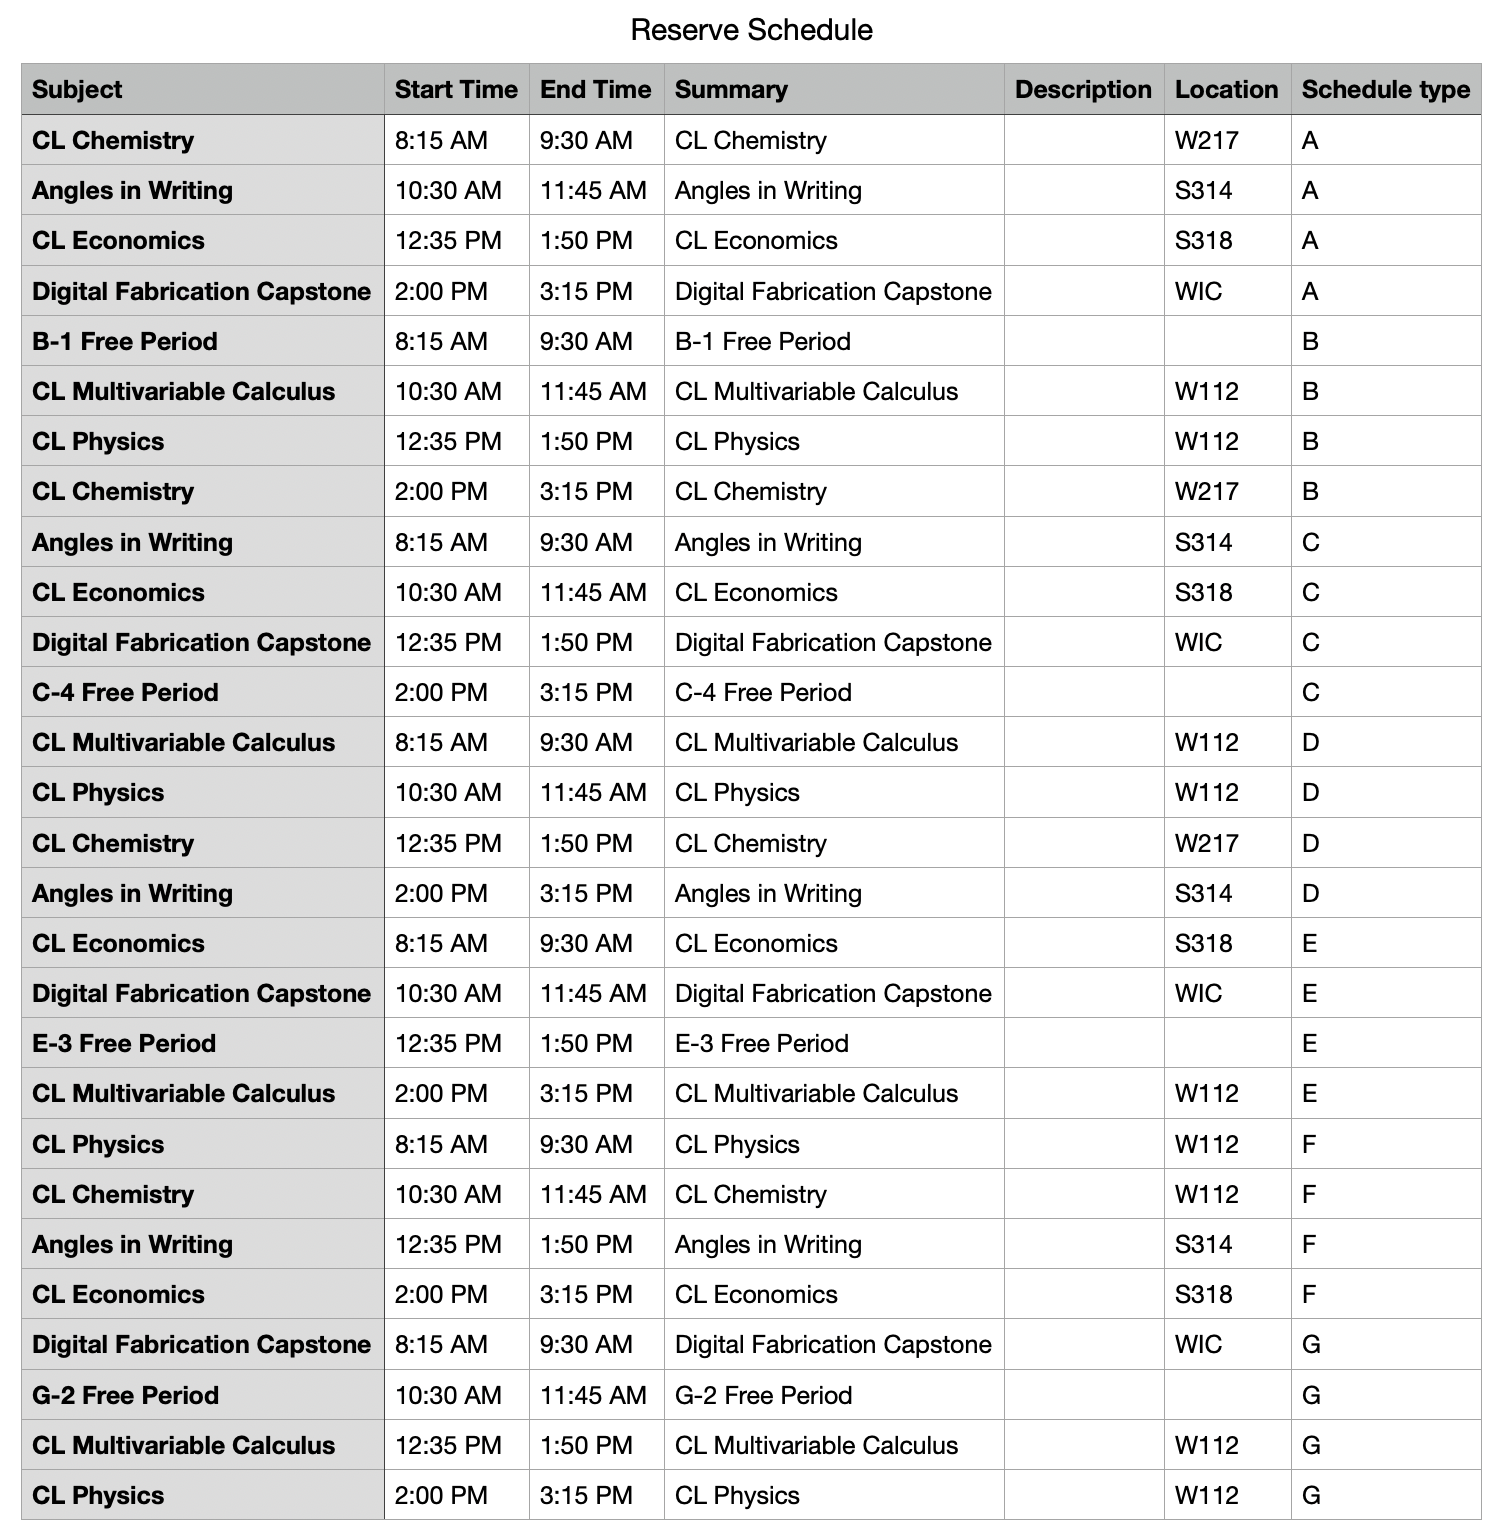 Reserve Schedule
Subject Start Time End Time Summary Description Location Schedule type
CL Chemistry 8:15 AM 9:30 AM CL Chemistry W217 A
Angles in Writing 10:30 AM 11:45 AM Angles in Writing S314 A
CL Economics 12:35 PM 1:50 PM CL Economics S318 A
Digital Fabrication Capstone 2:00 PM 3:15 PM Digital Fabrication Capstone WIC A
B-1 Free Period 8:15 AM 9:30 AM B-1 Free Period B
CL Multivariable Calculus 10:30 AM 11:45 AM CL Multivariable Calculus W112 B
CL Physics 12:35 PM 1:50 PM CL Physics W112 B
CL Chemistry 2:00 PM 3:15 PM CL Chemistry W217 B
Angles in Writing 8:15 AM 9:30 AM Angles in Writing S314 C
CL Economics 10:30 AM 11:45 AM CL Economics S318 C
Digital Fabrication Capstone 12:35 PM 1:50 PM Digital Fabrication Capstone WIC C
C-4 Free Period 2:00 PM 3:15 PM C-4 Free Period C
CL Multivariable Calculus 8:15 AM 9:30 AM CL Multivariable Calculus W112 D
CL Physics 10:30 AM 11:45 AM CL Physics W112 D
CL Chemistry 12:35 PM 1:50 PM CL Chemistry W217 D
Angles in Writing 2:00 PM 3:15 PM Angles in Writing S314 D
CL Economics 8:15 AM 9:30 AM CL Economics S318 E
Digital Fabrication Capstone 10:30 AM 11:45 AM Digital Fabrication Capstone WIC E
E-3 Free Period 12:35 PM 1:50 PM E-3 Free Period E
CL Multivariable Calculus 2:00 PM 3:15 PM CL Multivariable Calculus W112 E
CL Physics 8:15 AM 9:30 AM CL Physics W112 F
CL Chemistry 10:30 AM 11:45 AM CL Chemistry W112 F
Angles in Writing 12:35 PM 1:50 PM Angles in Writing S314 F
CL Economics 2:00 PM 3:15 PM CL Economics S318 F
Digital Fabrication Capstone 8:15 AM 9:30 AM Digital Fabrication Capstone WIC G
G-2 Free Period 10:30 AM 11:45 AM G-2 Free Period G
CL Multivariable Calculus 12:35 PM 1:50 PM CL Multivariable Calculus W112 G
CL Physics 2:00 PM 3:15 PM CL Physics W112 G